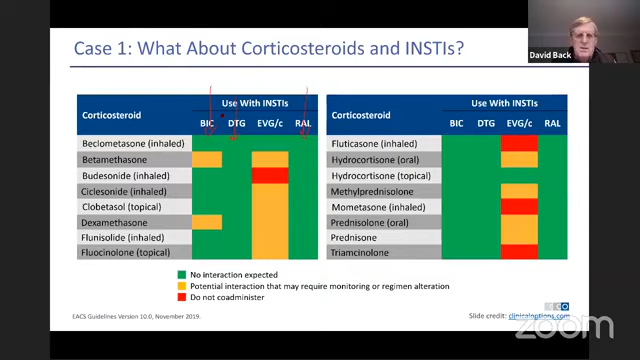 Case 1: What About Corticosteroids and INSTIs?
David Back
Corticosteroid
Use With INSTIs
BIC DTG EVG/c RAL
Beclometasone (inhaled)
Betamethasone
Budesonide (inhaled)
Ciclesonide (inhaled)
Clobetasol (topical)
Dexamethasone
Flunisolide (inhaled)
Fluocinolone (topical)
Corticosteroid
Use With INSTIs
BIC DTG EVG/c RAL
Fluticasone (inhaled)
Hydrocortisone (oral)
Hydrocortisone (topical)
Methylprednisolone
Mometasone (inhaled)
Prednisolone (oral)
Prednisone
Triamcinolone
No interaction expected
Potential interaction that may require monitoring or regimen alteration
Do not coadminister
EACS Guidelines Version 10.0, November 2019.
Slide credit: clinicaloptions.com
zoom